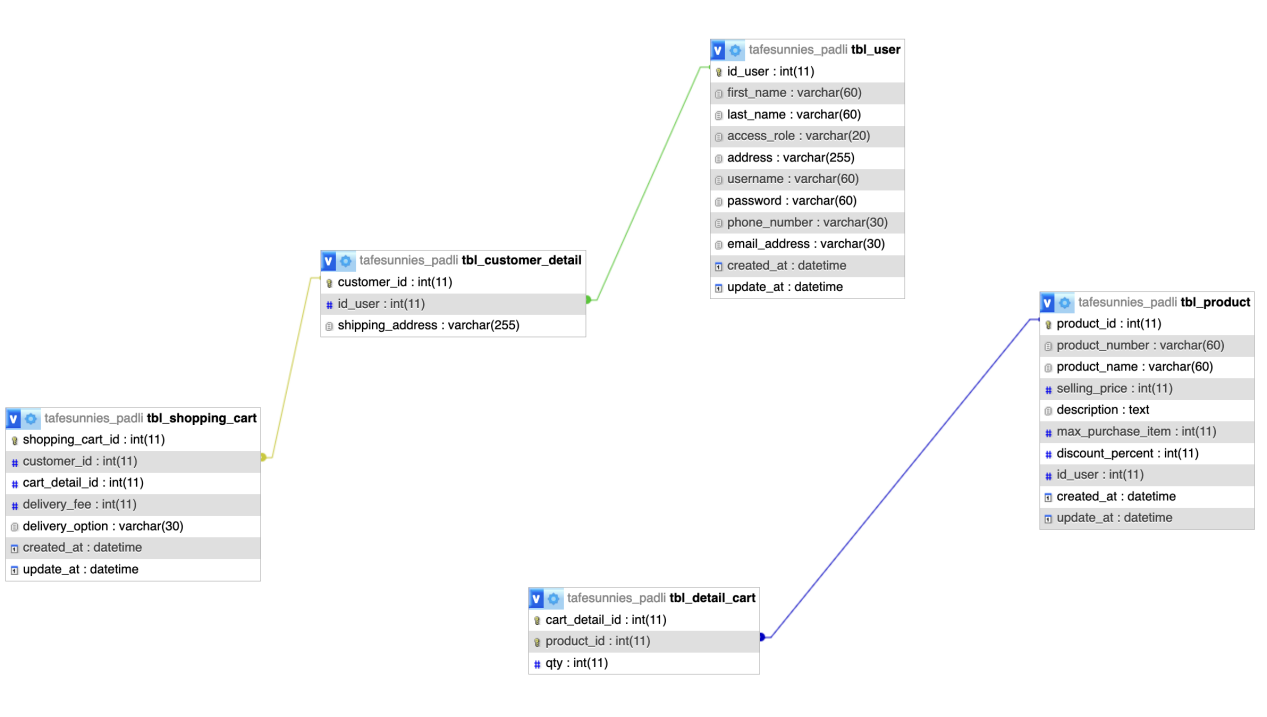 tafesunnies_padli tbl_user
id_user : int(11)
first_name : varchar(60)
last_name : varchar(60)
access_role : varchar(20)
address : varchar(255)
username : varchar(60)
password : varchar(60)
phone_number : varchar(30)
email_address : varchar(30)
created_at : datetime
update_at : datetime
tafesunnies_padli tbl_customer_detail
customer_id : int(11)
id_user : int(11)
shipping_address : varchar(255)
tafesunnies_padli tbl_product
product_id : int(11)
product_number : varchar(60)
product_name : varchar(60)
selling_price : int(11)
description : text
max_purchase_item : int(11)
discount_percent : int(11)
id_user : int(11)
created_at : datetime
update_at : datetime
tafesunnies_padli tbl_shopping_cart
shopping_cart_id : int(11)
customer_id : int(11)
cart_detail_id : int(11)
delivery_fee : int(11)
delivery_option : varchar(30)
created_at : datetime
update_at : datetime
tafesunnies_padli tbl_detail_cart
cart_detail_id : int(11)
product_id : int(11)
qty : int(11)